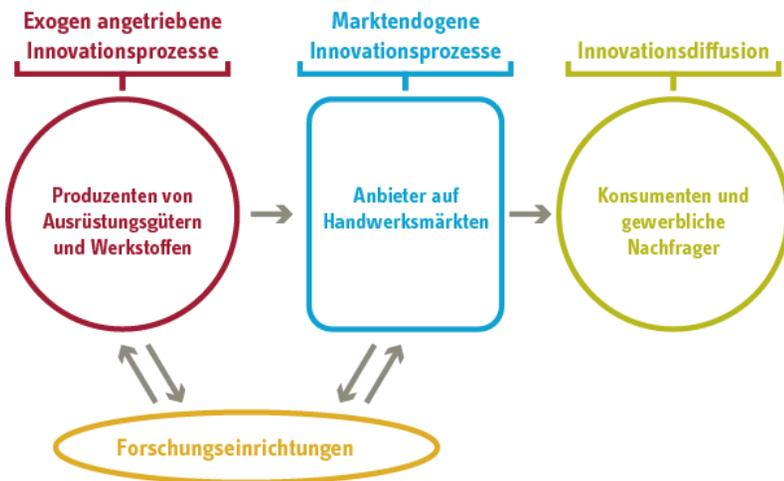 Exogen angetriebene
Innovationsprozesse
Marktendogene
Innovationsprozesse
Innovationsdiffusion
Produzenten von
Ausrüstungsgütern
und Werkstoffen
Anbieter auf
Handwerksmärkten
Konsumenten und
gewerbliche
Nachfrager
Forschungseinrichtungen